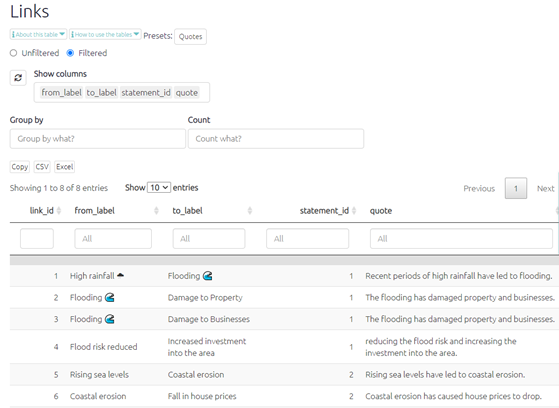 Links
About this table How to use the tables Presets: Quotes
Unfiltered Filtered
Show columns
from_label to_label statement_id quote
Group by Count
Group by what? Count what?
Copy CSV Excel
Showing 1 to 8 of 8 entries Show 10 entries Previous 1 Next
link_id from_label to_label statement_id quote
All All All All
1 High rainfall Flooding 1 Recent periods of high rainfall have led to flooding.
2 Flooding Damage to Property 1 The flooding has damaged property and businesses.
3 Flooding Damage to Businesses 1 The flooding has damaged property and businesses.
4 Flood risk reduced Increased investment into the area 1 reducing the flood risk and increasing the investment into the area.
5 Rising sea levels Coastal erosion 2 Rising sea levels have led to coastal erosion.
6 Coastal erosion Fall in house prices 2 Coastal erosion has caused house prices to drop.